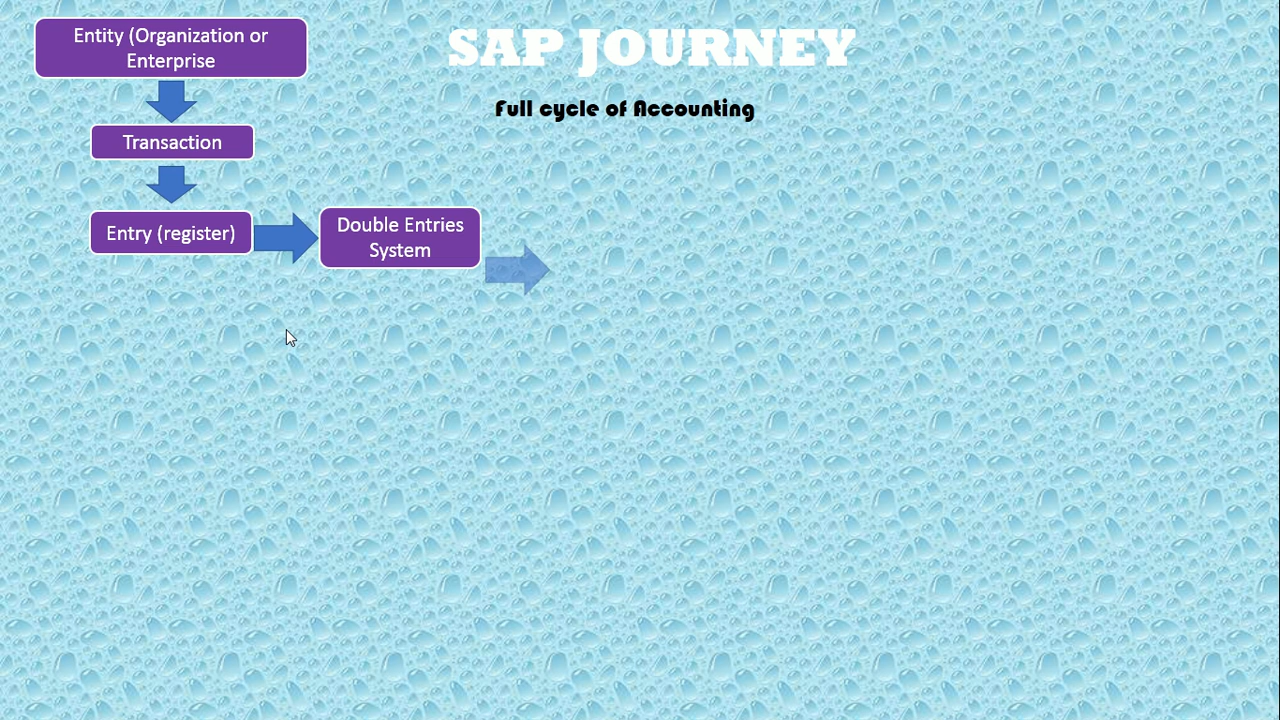 SAP JOURNEY
Full cycle of Accounting
Entity (Organization or
Enterprise
Transaction
Entry (register)
Double Entries
System